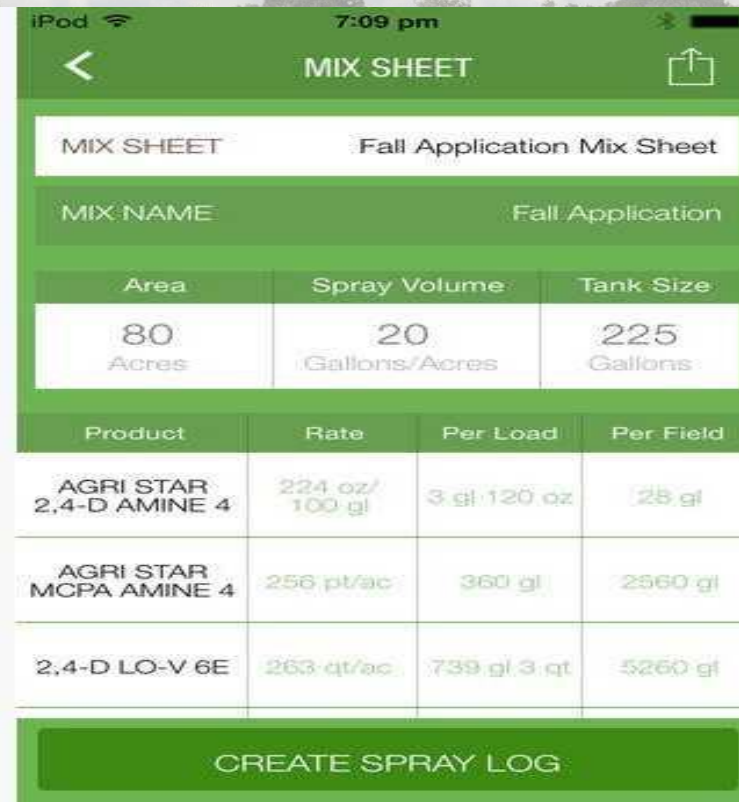 iPod 7:09 pm
MIX SHEET
MIX SHEET Fall Application Mix Sheet
MIX NAME Fall Application
Area Spray Volume Tank Size
80 20 225
Acres Gallons/Acres Gallons
Product Rate Per Load Per Field
AGRI STAR 224 oz/
2,4-D AMINE 4 100 gl 3 gl 120 oz 28 gl
AGRI STAR
MCPA AMINE 4 256 pt/ac 360 gl 2560 gl
2,4-D LO-V 6E 263 qt/ac 739 gl 3 qt 5260 gl
CREATE SPRAY LOG